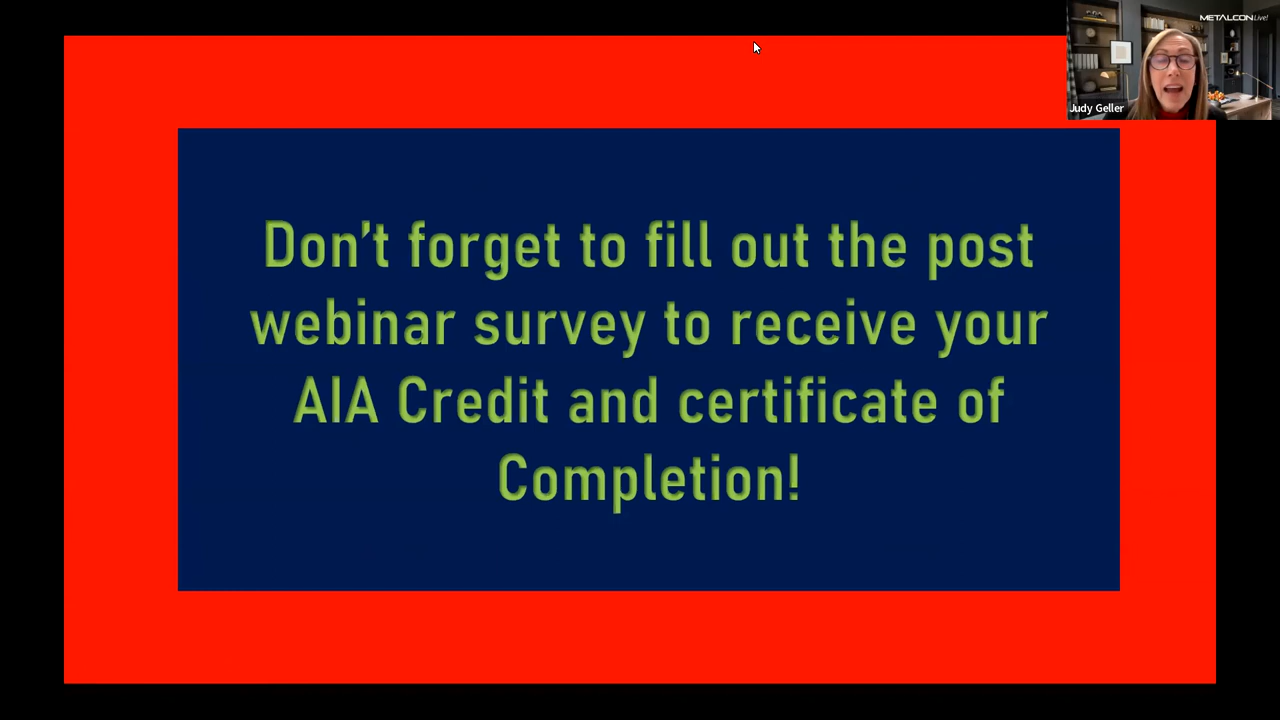 METALCON Live!
Judy Geller
Don't forget to fill out the post
webinar survey to receive your
AIA Credit and certificate of
Completion!